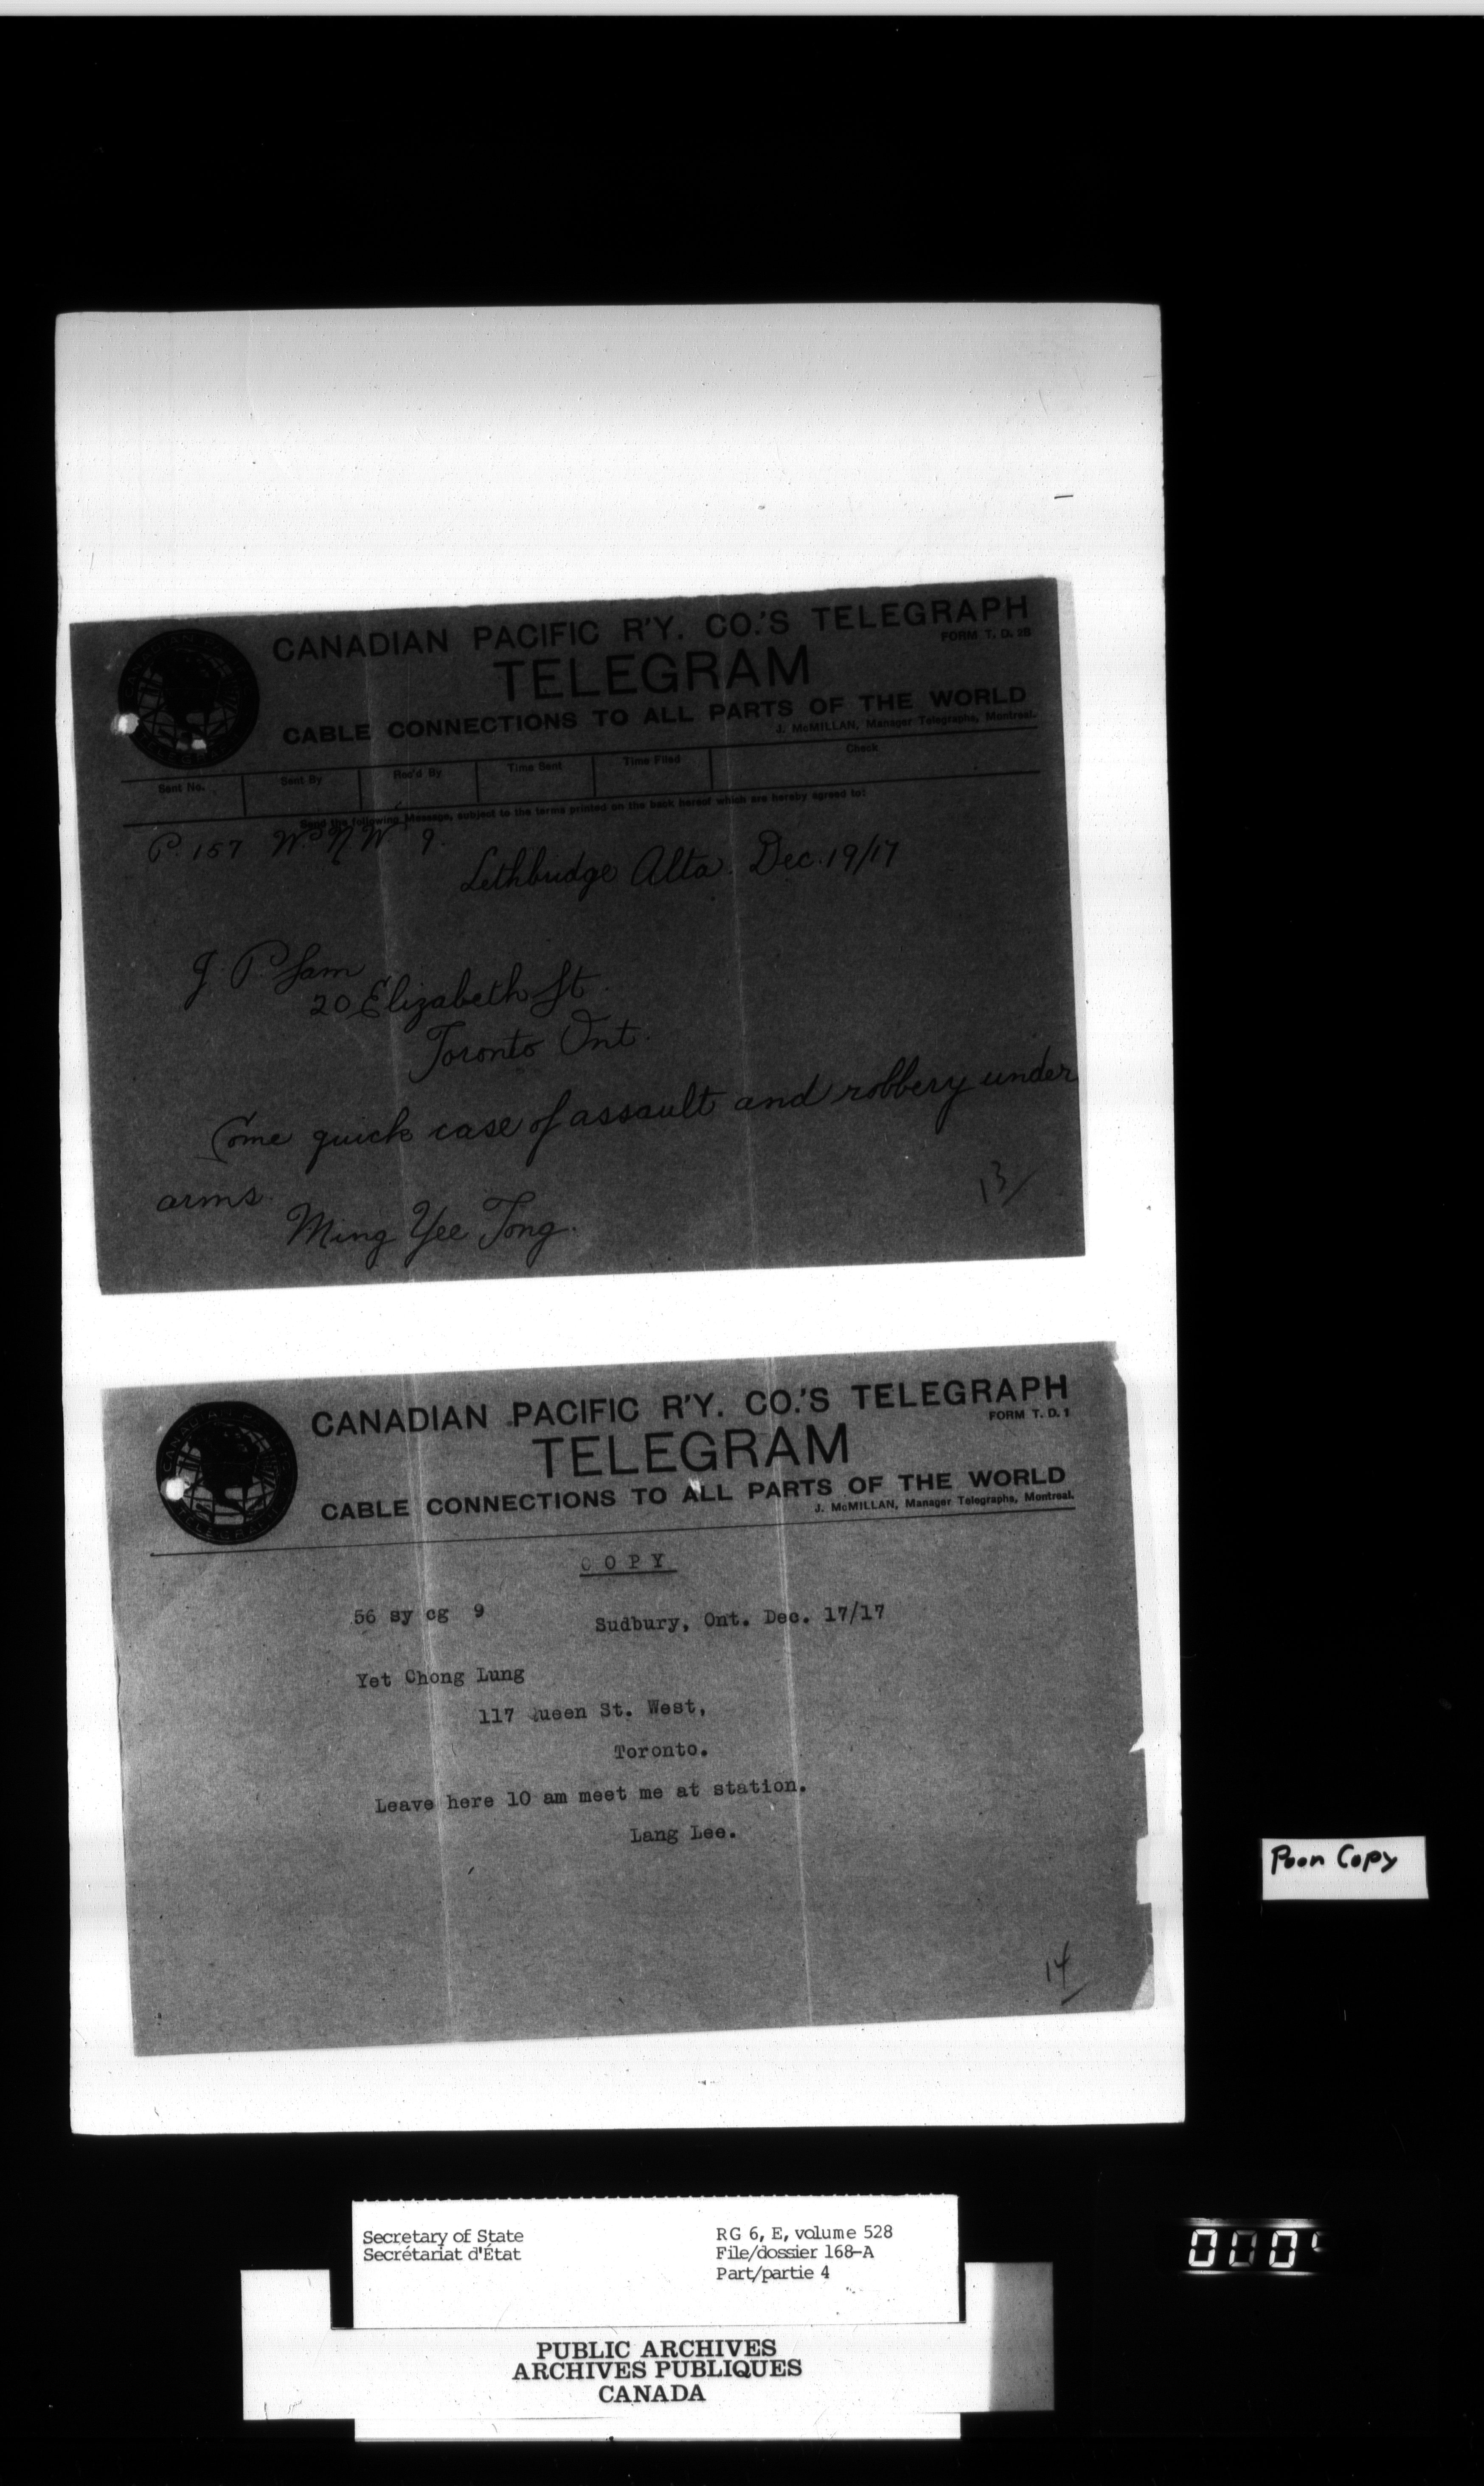 CANADIAN PACIFIC R'Y. CO.'S TELEGRAPH
FORM T. D. 2B
TELEGRAM
CABLE CONNECTIONS TO ALL PARTS OF THE WORLD
J. McMILLAN, Manager Telegraphs, Montreal.
Sent No. Sent By Rec'd By Time Sent Time Filed Check
Send the following Message, subject to the terms printed on the back hereof which are hereby agreed to:
P. 157 9.
Lethbridge Alta. Dec. 19/17
J. P. Sam
20 Elizabeth St.
Toronto Ont.
Come quick case of assault and robbery under
arms.
13/
Ming Yee Tong.
CANADIAN PACIFIC R'Y. CO.'S TELEGRAPH
FORM T. D. 1
TELEGRAM
CABLE CONNECTIONS TO ALL PARTS OF THE WORLD
J. McMILLAN, Manager Telegraphs, Montreal.
COPY
56 sy cg 9 Sudbury, Ont. Dec. 17/17
Yet Chong Lung
117 Queen St. West,
Toronto.
Leave here 10 am meet me at station.
Lang Lee.
14
Poor Copy
Secretary of State
Secrétariat d'État
RG 6, E, volume 528
File/dossier 168-A
Part/partie 4
000
PUBLIC ARCHIVES
ARCHIVES PUBLIQUES
CANADA